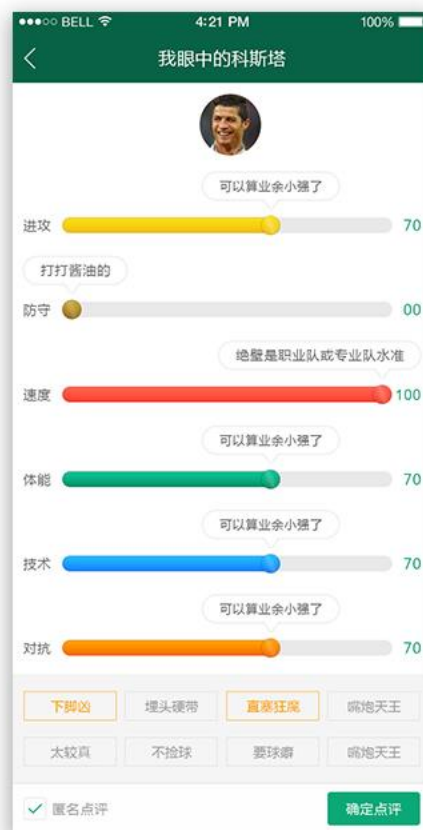 BELL 4:21 PM 100%
我眼中的科斯塔
可以算业余小强了
进攻 70
打打酱油的
防守 00
绝壁是职业队或专业队水准
速度 100
可以算业余小强了
体能 70
可以算业余小强了
技术 70
可以算业余小强了
对抗 70
下脚凶 埋头硬带 直塞狂魔 嘴炮天王
太较真 不捡球 要球癖 嘴炮天王
匿名点评 确定点评